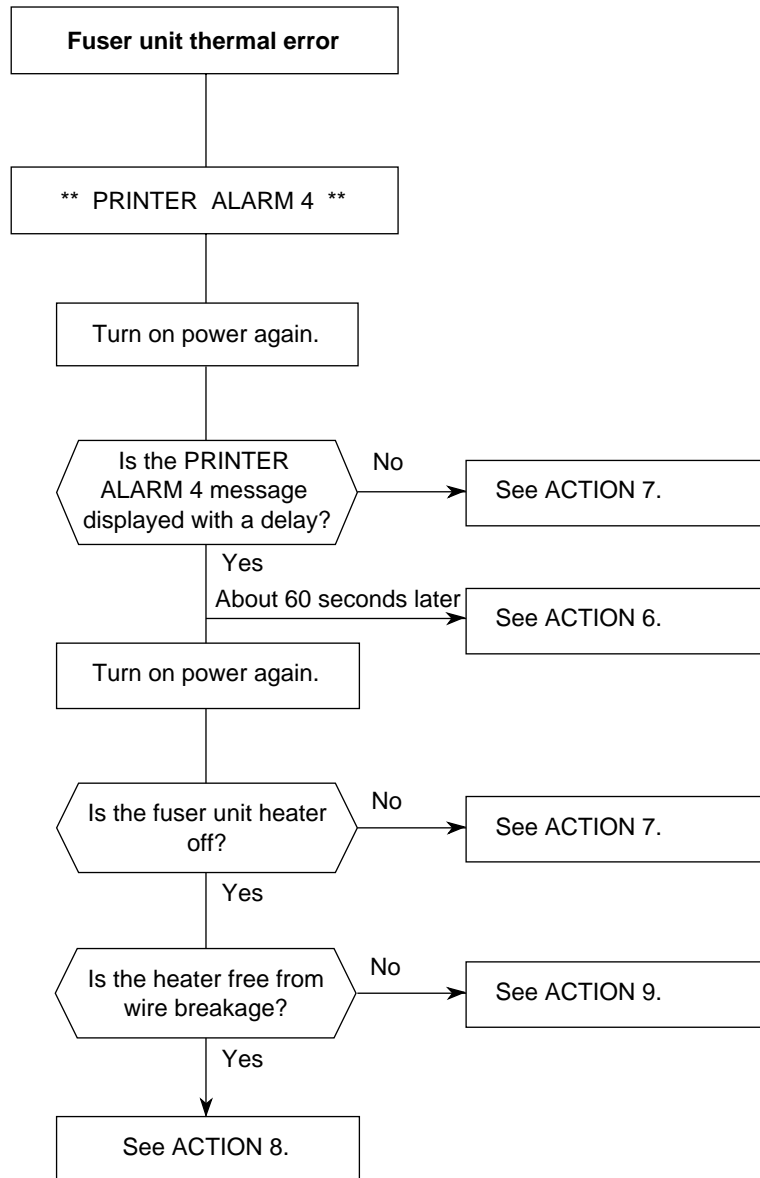 Fuser unit thermal error
** PRINTER ALARM 4 **
Turn on power again.
Is the PRINTER
ALARM 4 message
displayed with a delay?
No
See ACTION 7.
Yes
About 60 seconds later
See ACTION 6.
Turn on power again.
Is the fuser unit heater
off?
No
See ACTION 7.
Yes
Is the heater free from
wire breakage?
No
See ACTION 9.
Yes
See ACTION 8.